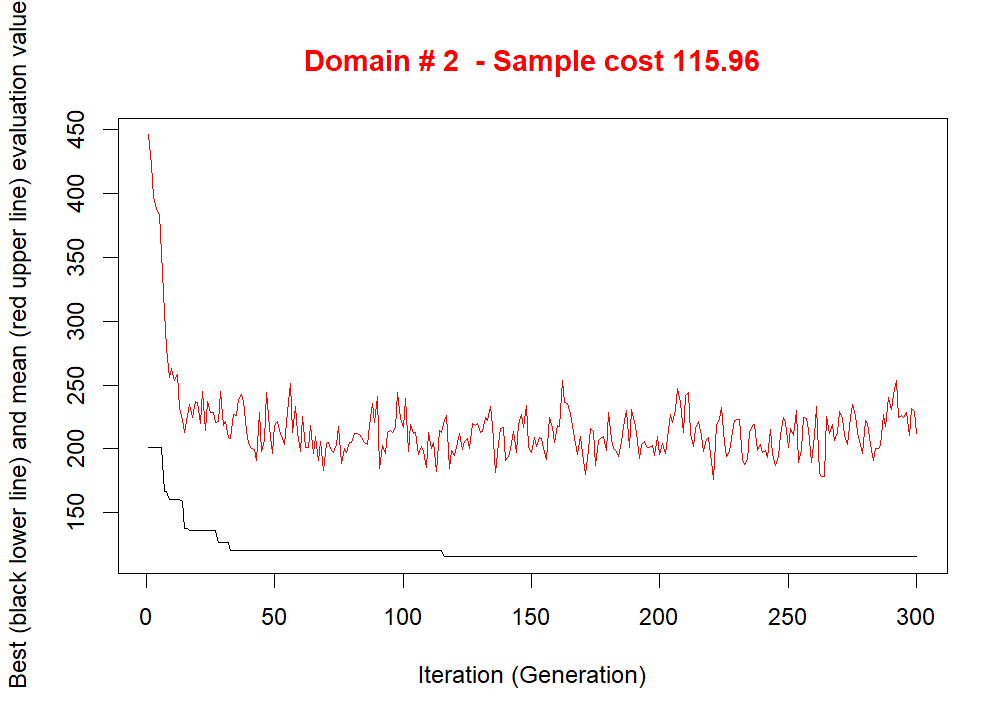 Domain # 2  - Sample cost 115.96
Best (black lower line) and mean (red upper line) evaluation value
450
400
350
300
250
200
150
0 50 100 150 200 250 300
Iteration (Generation)